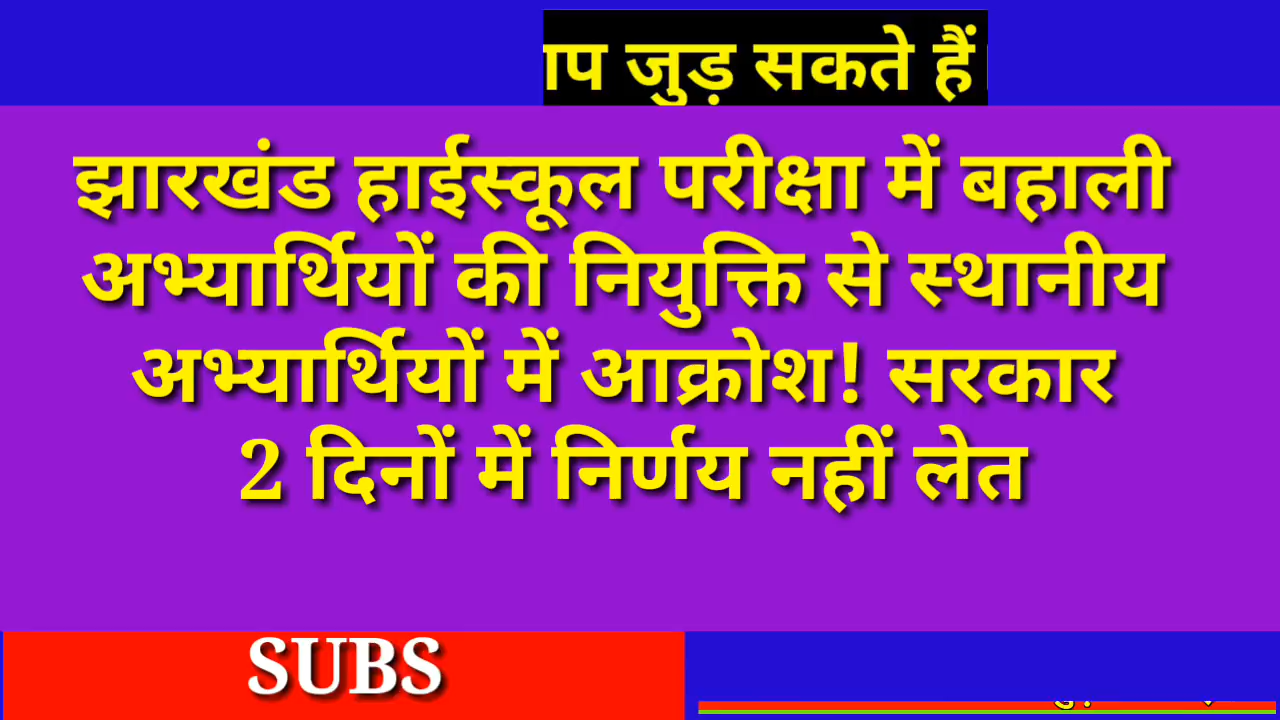 जुड़ सकते हैं
झारखंड हाईस्कूल परीक्षा में बहाली
अभ्यार्थियों की नियुक्ति से स्थानीय
अभ्यार्थियों में आक्रोश! सरकार
2 दिनों में निर्णय नहीं लेत
SUBS